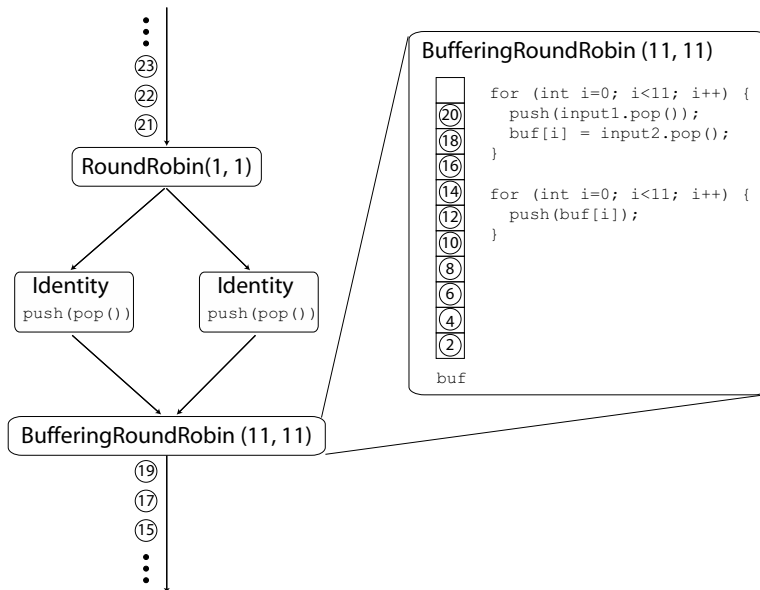 23
22
21
RoundRobin(1, 1)
Identity
push(pop())
Identity
push(pop())
BufferingRoundRobin (11, 11)
19
17
15
BufferingRoundRobin (11, 11)
20
18
16
14
12
10
8
6
4
2
buf
for (int i=0; i<11; i++) {
push(input1.pop());
buf[i] = input2.pop();
}
for (int i=0; i<11; i++) {
push(buf[i]);
}